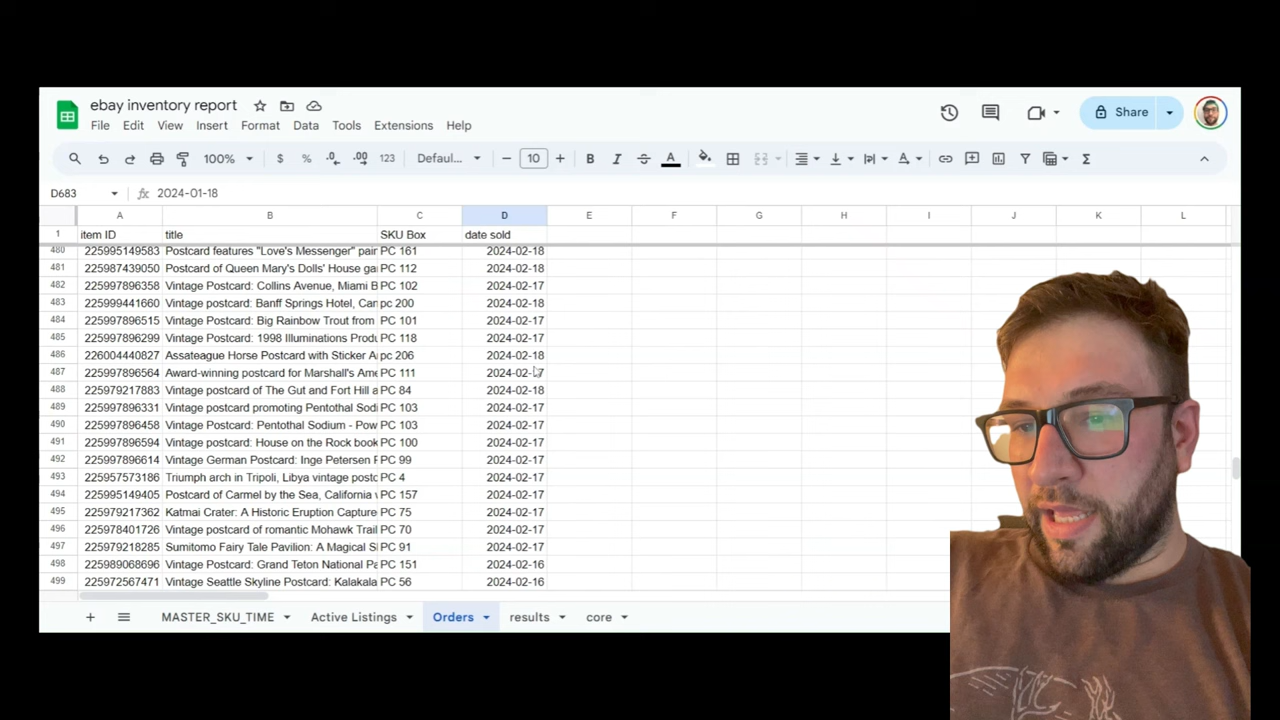 ebay inventory report
File Edit View Insert Format Data Tools Extensions Help
Share
100% $ % .0 .00 123 Defaul... 10 B I A
D683 fx 2024-01-18
A B C D E F G H I J K L
1 item ID title SKU Box date sold
480 225995149583 Postcard features "Love's Messenger" pair PC 161 2024-02-18
481 225987439050 Postcard of Queen Mary's Dolls' House ga PC 112 2024-02-18
482 225997896358 Vintage Postcard: Collins Avenue, Miami B PC 102 2024-02-17
483 225999441660 Vintage Postcard: Banff Springs Hotel, Can pc 200 2024-02-18
484 225997896515 Vintage Postcard: Big Rainbow Trout from PC 101 2024-02-17
485 225997896299 Vintage Postcard: 1998 Illuminations Produ PC 118 2024-02-17
486 226004440827 Assateague Horse Postcard with Sticker A pc 206 2024-02-18
487 225997896564 Award-winning postcard for Marshall's Ame PC 111 2024-02-17
488 225979217883 Vintage postcard of The Gut and Fort Hill a PC 84 2024-02-18
489 225997896331 Vintage postcard promoting Pentothal Sodi PC 103 2024-02-17
490 225997896458 Vintage Postcard: Pentothal Sodium - Pow PC 103 2024-02-17
491 225997896594 Vintage postcard: House on the Rock book PC 100 2024-02-17
492 225997896614 Vintage German Postcard: Inge Petersen F PC 99 2024-02-17
493 225957573186 Triumph arch in Tripoli, Libya vintage postc PC 4 2024-02-17
494 225995149405 Postcard of Carmel by the Sea, California v PC 157 2024-02-17
495 225979217362 Katmai Crater: A Historic Eruption Capture PC 75 2024-02-17
496 225978401726 Vintage postcard of romantic Mohawk Trail PC 70 2024-02-17
497 225979218285 Sumitomo Fairy Tale Pavilion: A Magical S PC 91 2024-02-17
498 225989068696 Vintage Postcard: Grand Teton National Pa PC 151 2024-02-16
499 225972567471 Vintage Seattle Skyline Postcard: Kalakala PC 56 2024-02-16
MASTER_SKU_TIME Active Listings Orders results core